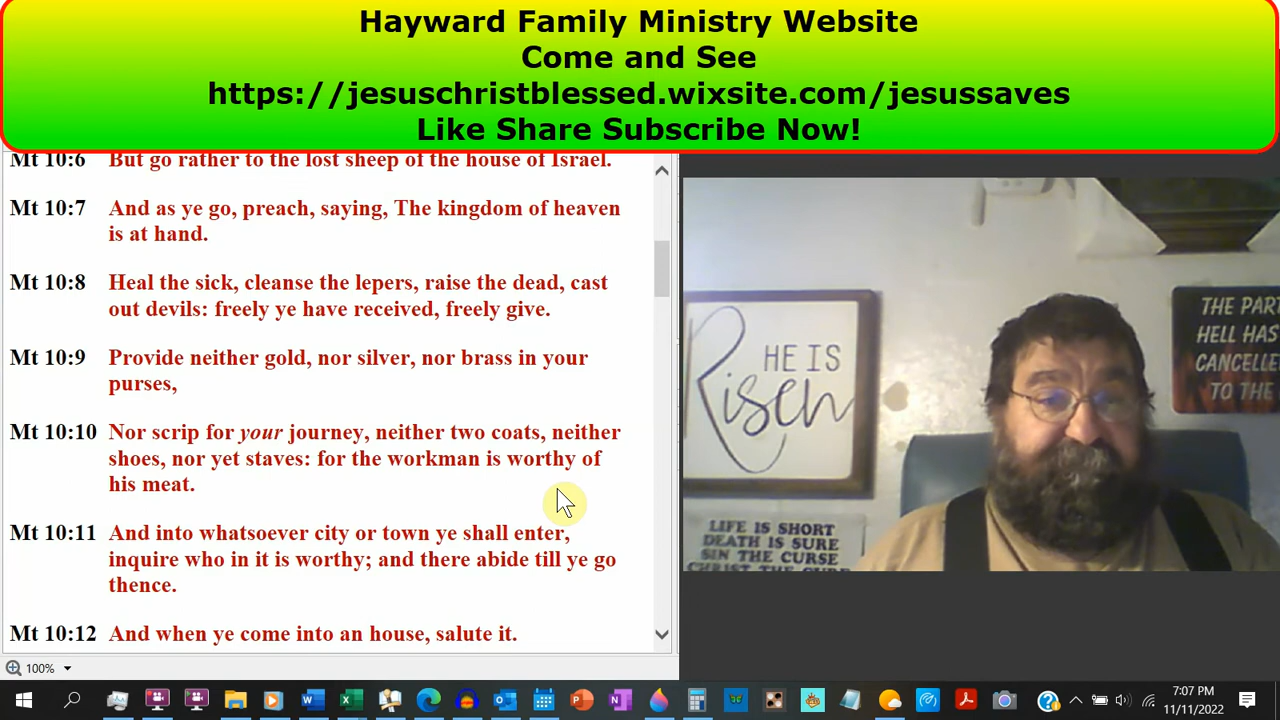 Hayward Family Ministry Website
Come and See
https://jesuschristblessed.wixsite.com/jesussaves
Like Share Subscribe Now!
Mt 10:6 But go rather to the lost sheep of the house of Israel.
Mt 10:7 And as ye go, preach, saying, The kingdom of heaven
is at hand.
Mt 10:8 Heal the sick, cleanse the lepers, raise the dead, cast
out devils: freely ye have received, freely give.
Mt 10:9 Provide neither gold, nor silver, nor brass in your
purses,
Mt 10:10 Nor scrip for your journey, neither two coats, neither
shoes, nor yet staves: for the workman is worthy of
his meat.
Mt 10:11 And into whatsoever city or town ye shall enter,
inquire who in it is worthy; and there abide till ye go
thence.
Mt 10:12 And when ye come into an house, salute it.
100%
HE IS
Risen
THE PAR
HELL HAS
CANCELLE
TO THE
LIFE IS SHORT
DEATH IS SURE
SIN THE CURSE
CHRIST THE CURE
7:07 PM
11/11/2022